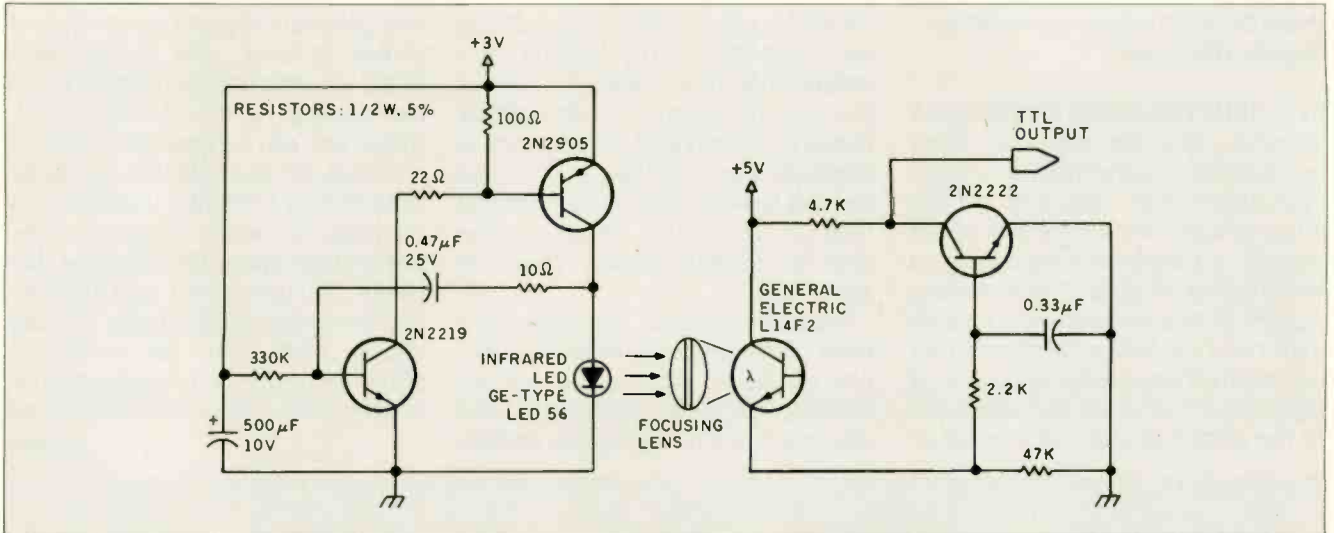 +3V
RESISTORS: 1/2W, 5%
100Ω
2N2905
22Ω
0.47µF
25V
10Ω
2N2219
330K
INFRARED
LED
GE-TYPE
LED 56
+
500µF
10V
FOCUSING
LENS
TTL
OUTPUT
+5V
2N2222
4.7K
GENERAL
ELECTRIC
L14F2
0.33µF
λ
2.2K
47K